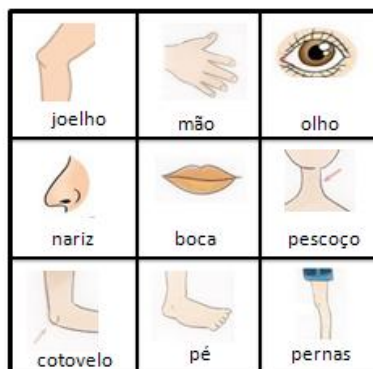 joelho
mão
olho
nariz
boca
pescoço
cotovelo
pé
pernas